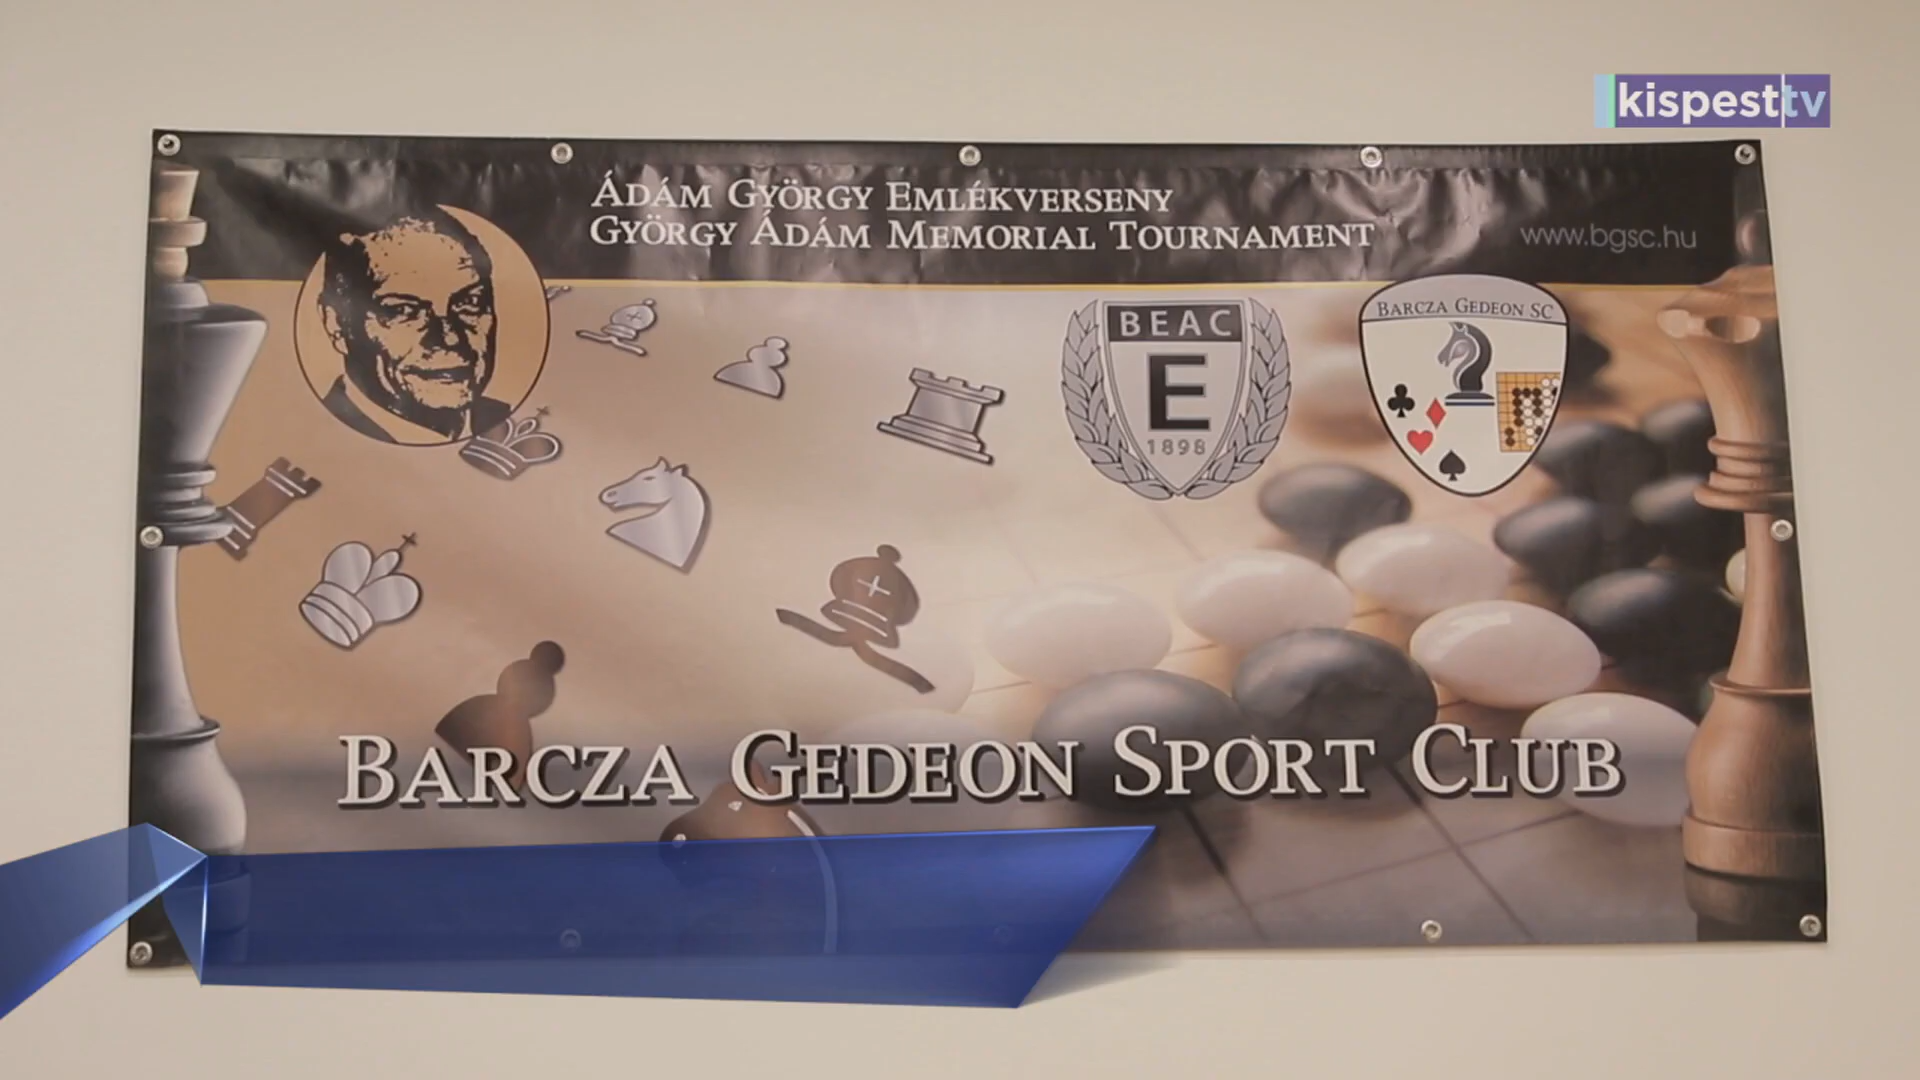 kispest tv
ÁDÁM GYÖRGY EMLÉKVERSENY
GYÖRGY ÁDÁM MEMORIAL TOURNAMENT
www.bgsc.hu
BEAC
E
1898
BARCZA GEDEON SC
BARCZA GEDEON SPORT CLUB